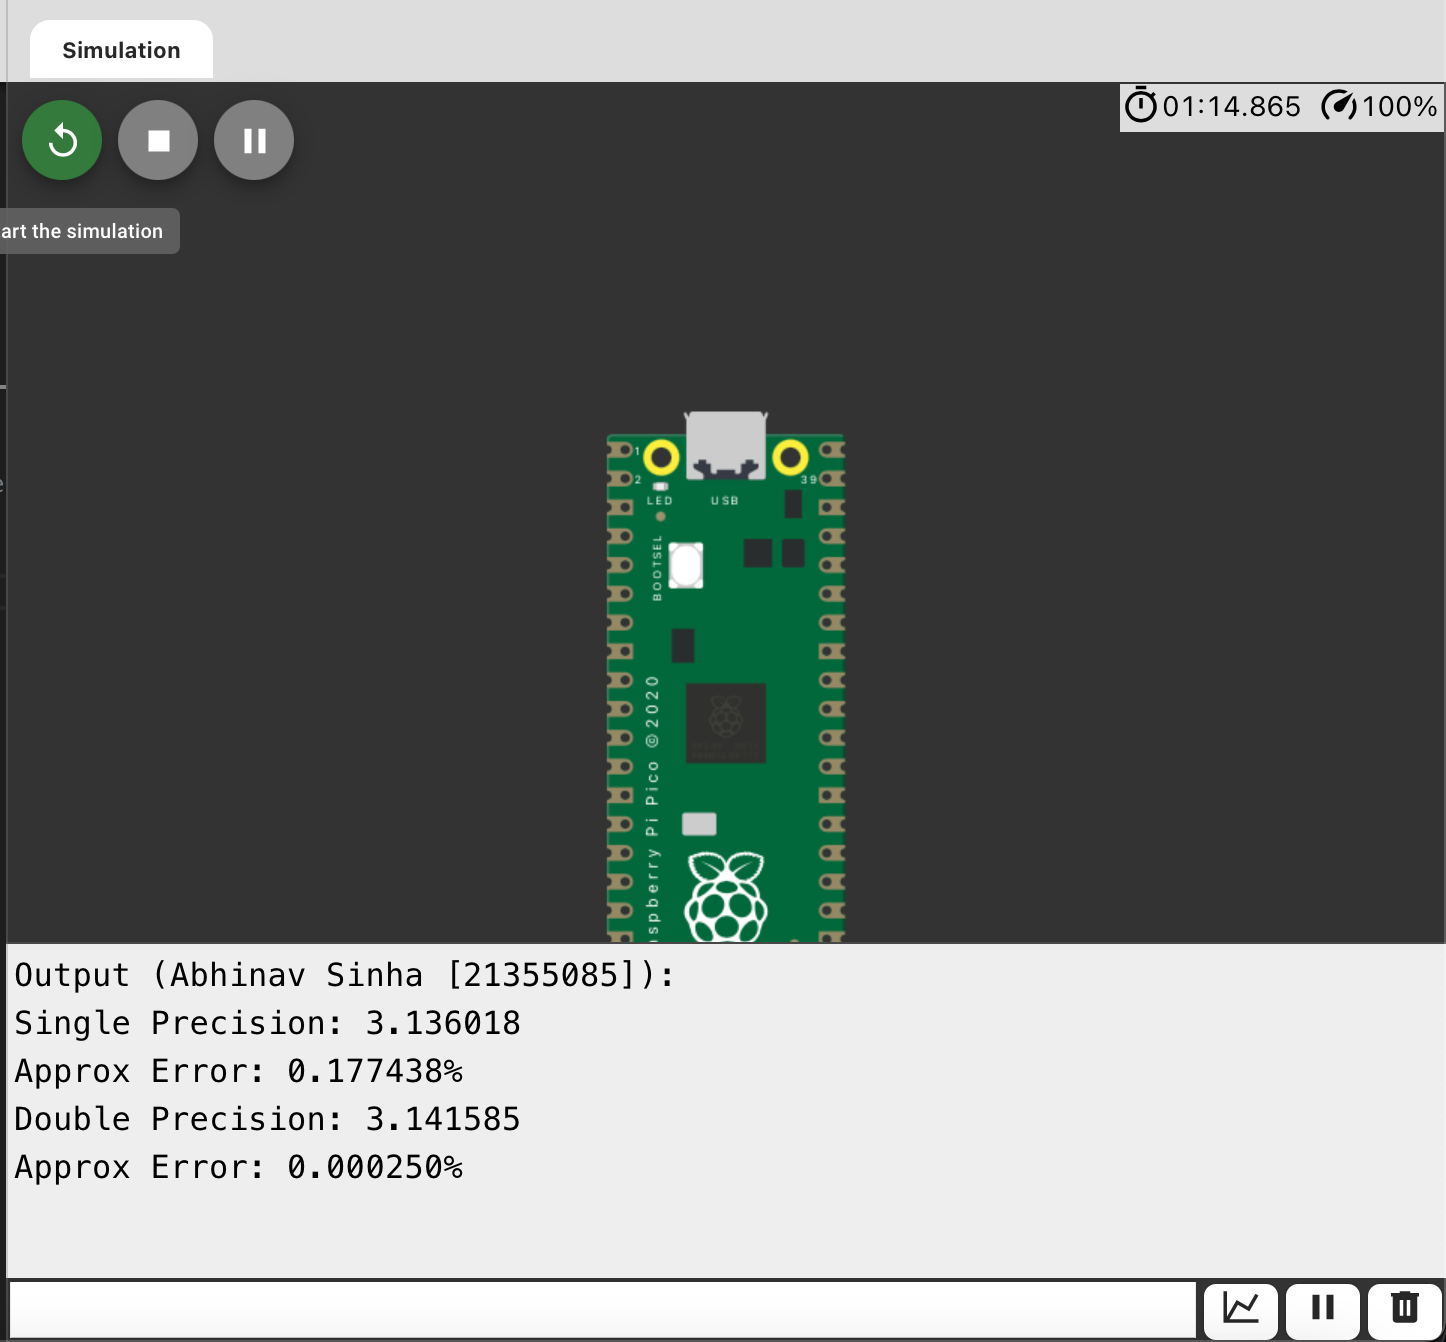 Simulation
01:14.865 100%
art the simulation
1
2
39
LED
USB
BOOTSEL
aspberry Pi Pico © 2020
Output (Abhinav Sinha [21355085]):
Single Precision: 3.136018
Approx Error: 0.177438%
Double Precision: 3.141585
Approx Error: 0.000250%